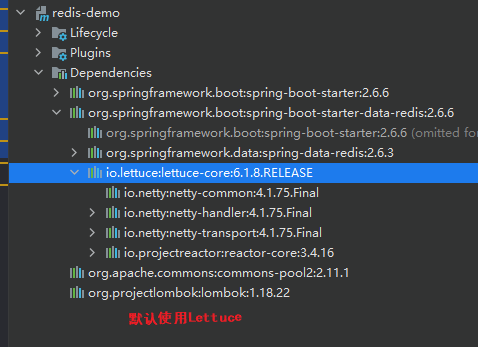 redis-demo
Lifecycle
Plugins
Dependencies
org.springframework.boot:spring-boot-starter:2.6.6
org.springframework.boot:spring-boot-starter-data-redis:2.6.6
org.springframework.boot:spring-boot-starter:2.6.6 (omitted for
org.springframework.data:spring-data-redis:2.6.3
io.lettuce:lettuce-core:6.1.8.RELEASE
io.netty:netty-common:4.1.75.Final
io.netty:netty-handler:4.1.75.Final
io.netty:netty-transport:4.1.75.Final
io.projectreactor:reactor-core:3.4.16
org.apache.commons:commons-pool2:2.11.1
org.projectlombok:lombok:1.18.22
默认使用Lettuce